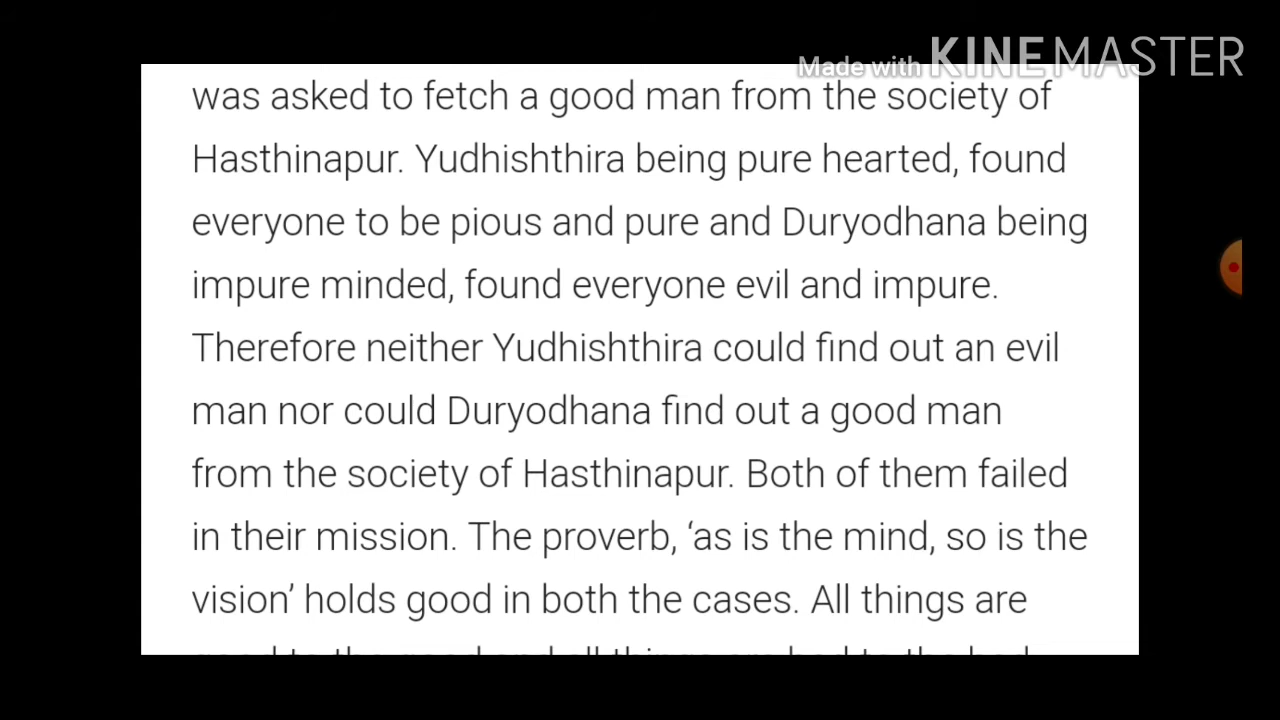 Made with KINEMASTER
was asked to fetch a good man from the society of
Hasthinapur. Yudhishthira being pure hearted, found
everyone to be pious and pure and Duryodhana being
impure minded, found everyone evil and impure.
Therefore neither Yudhishthira could find out an evil
man nor could Duryodhana find out a good man
from the society of Hasthinapur. Both of them failed
in their mission. The proverb, ‘as is the mind, so is the
vision’ holds good in both the cases. All things are